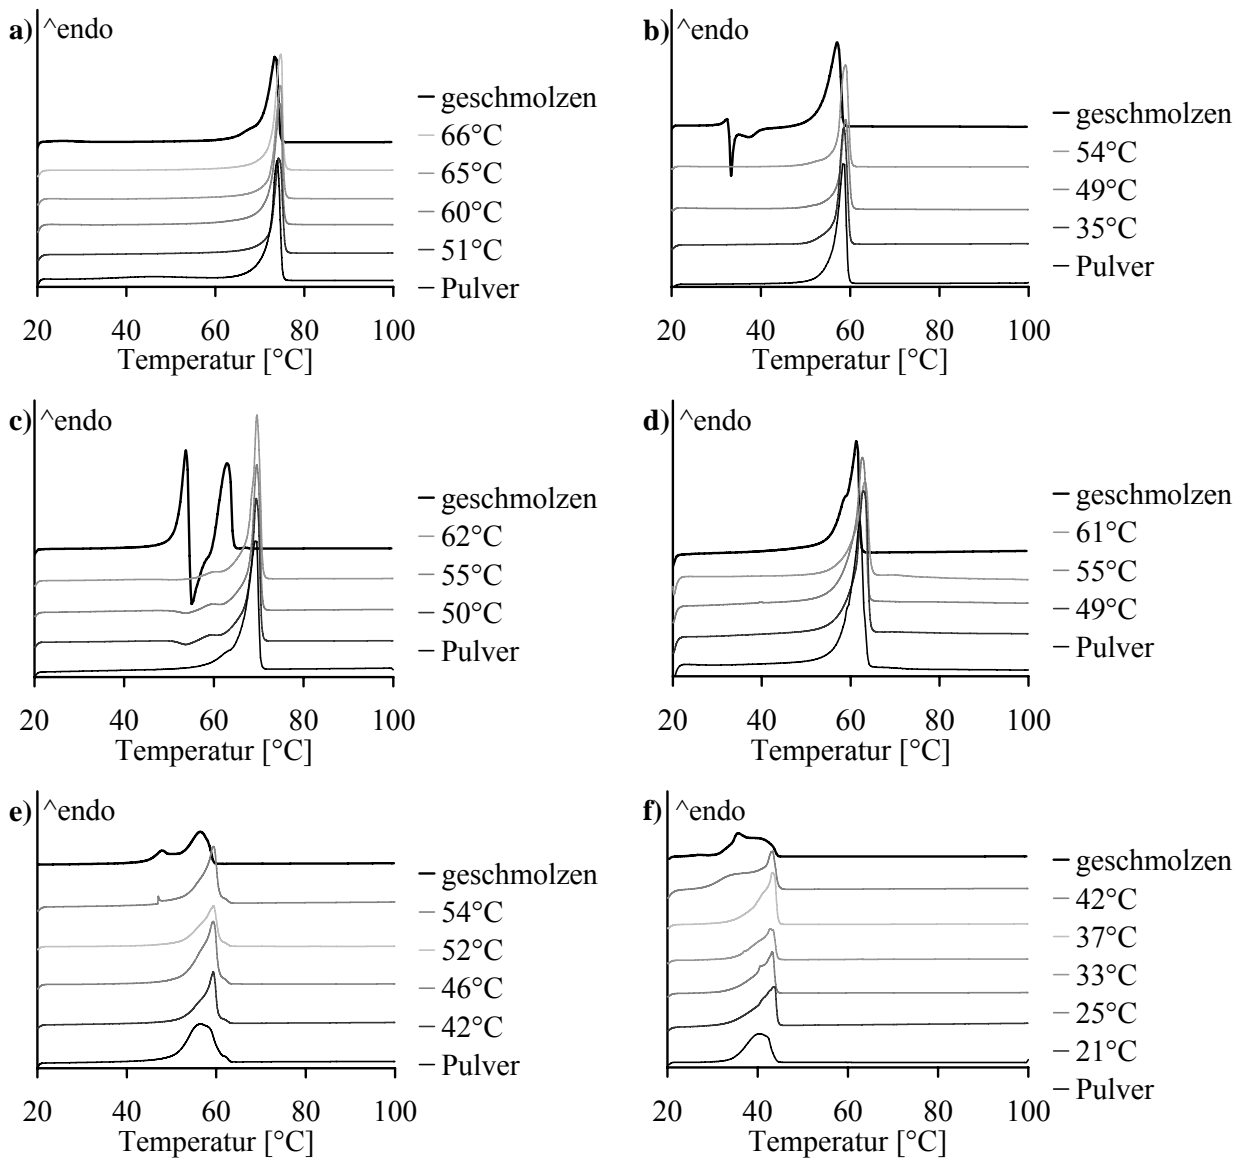 a) ^endo
geschmolzen
66°C
65°C
60°C
51°C
Pulver
20 40 60 80 100
Temperatur [°C]
b) ^endo
geschmolzen
54°C
49°C
35°C
Pulver
20 40 60 80 100
Temperatur [°C]
c) ^endo
geschmolzen
62°C
55°C
50°C
Pulver
20 40 60 80 100
Temperatur [°C]
d) ^endo
geschmolzen
61°C
55°C
49°C
Pulver
20 40 60 80 100
Temperatur [°C]
e) ^endo
geschmolzen
54°C
52°C
46°C
42°C
Pulver
20 40 60 80 100
Temperatur [°C]
f) ^endo
geschmolzen
42°C
37°C
33°C
25°C
21°C
Pulver
20 40 60 80 100
Temperatur [°C]